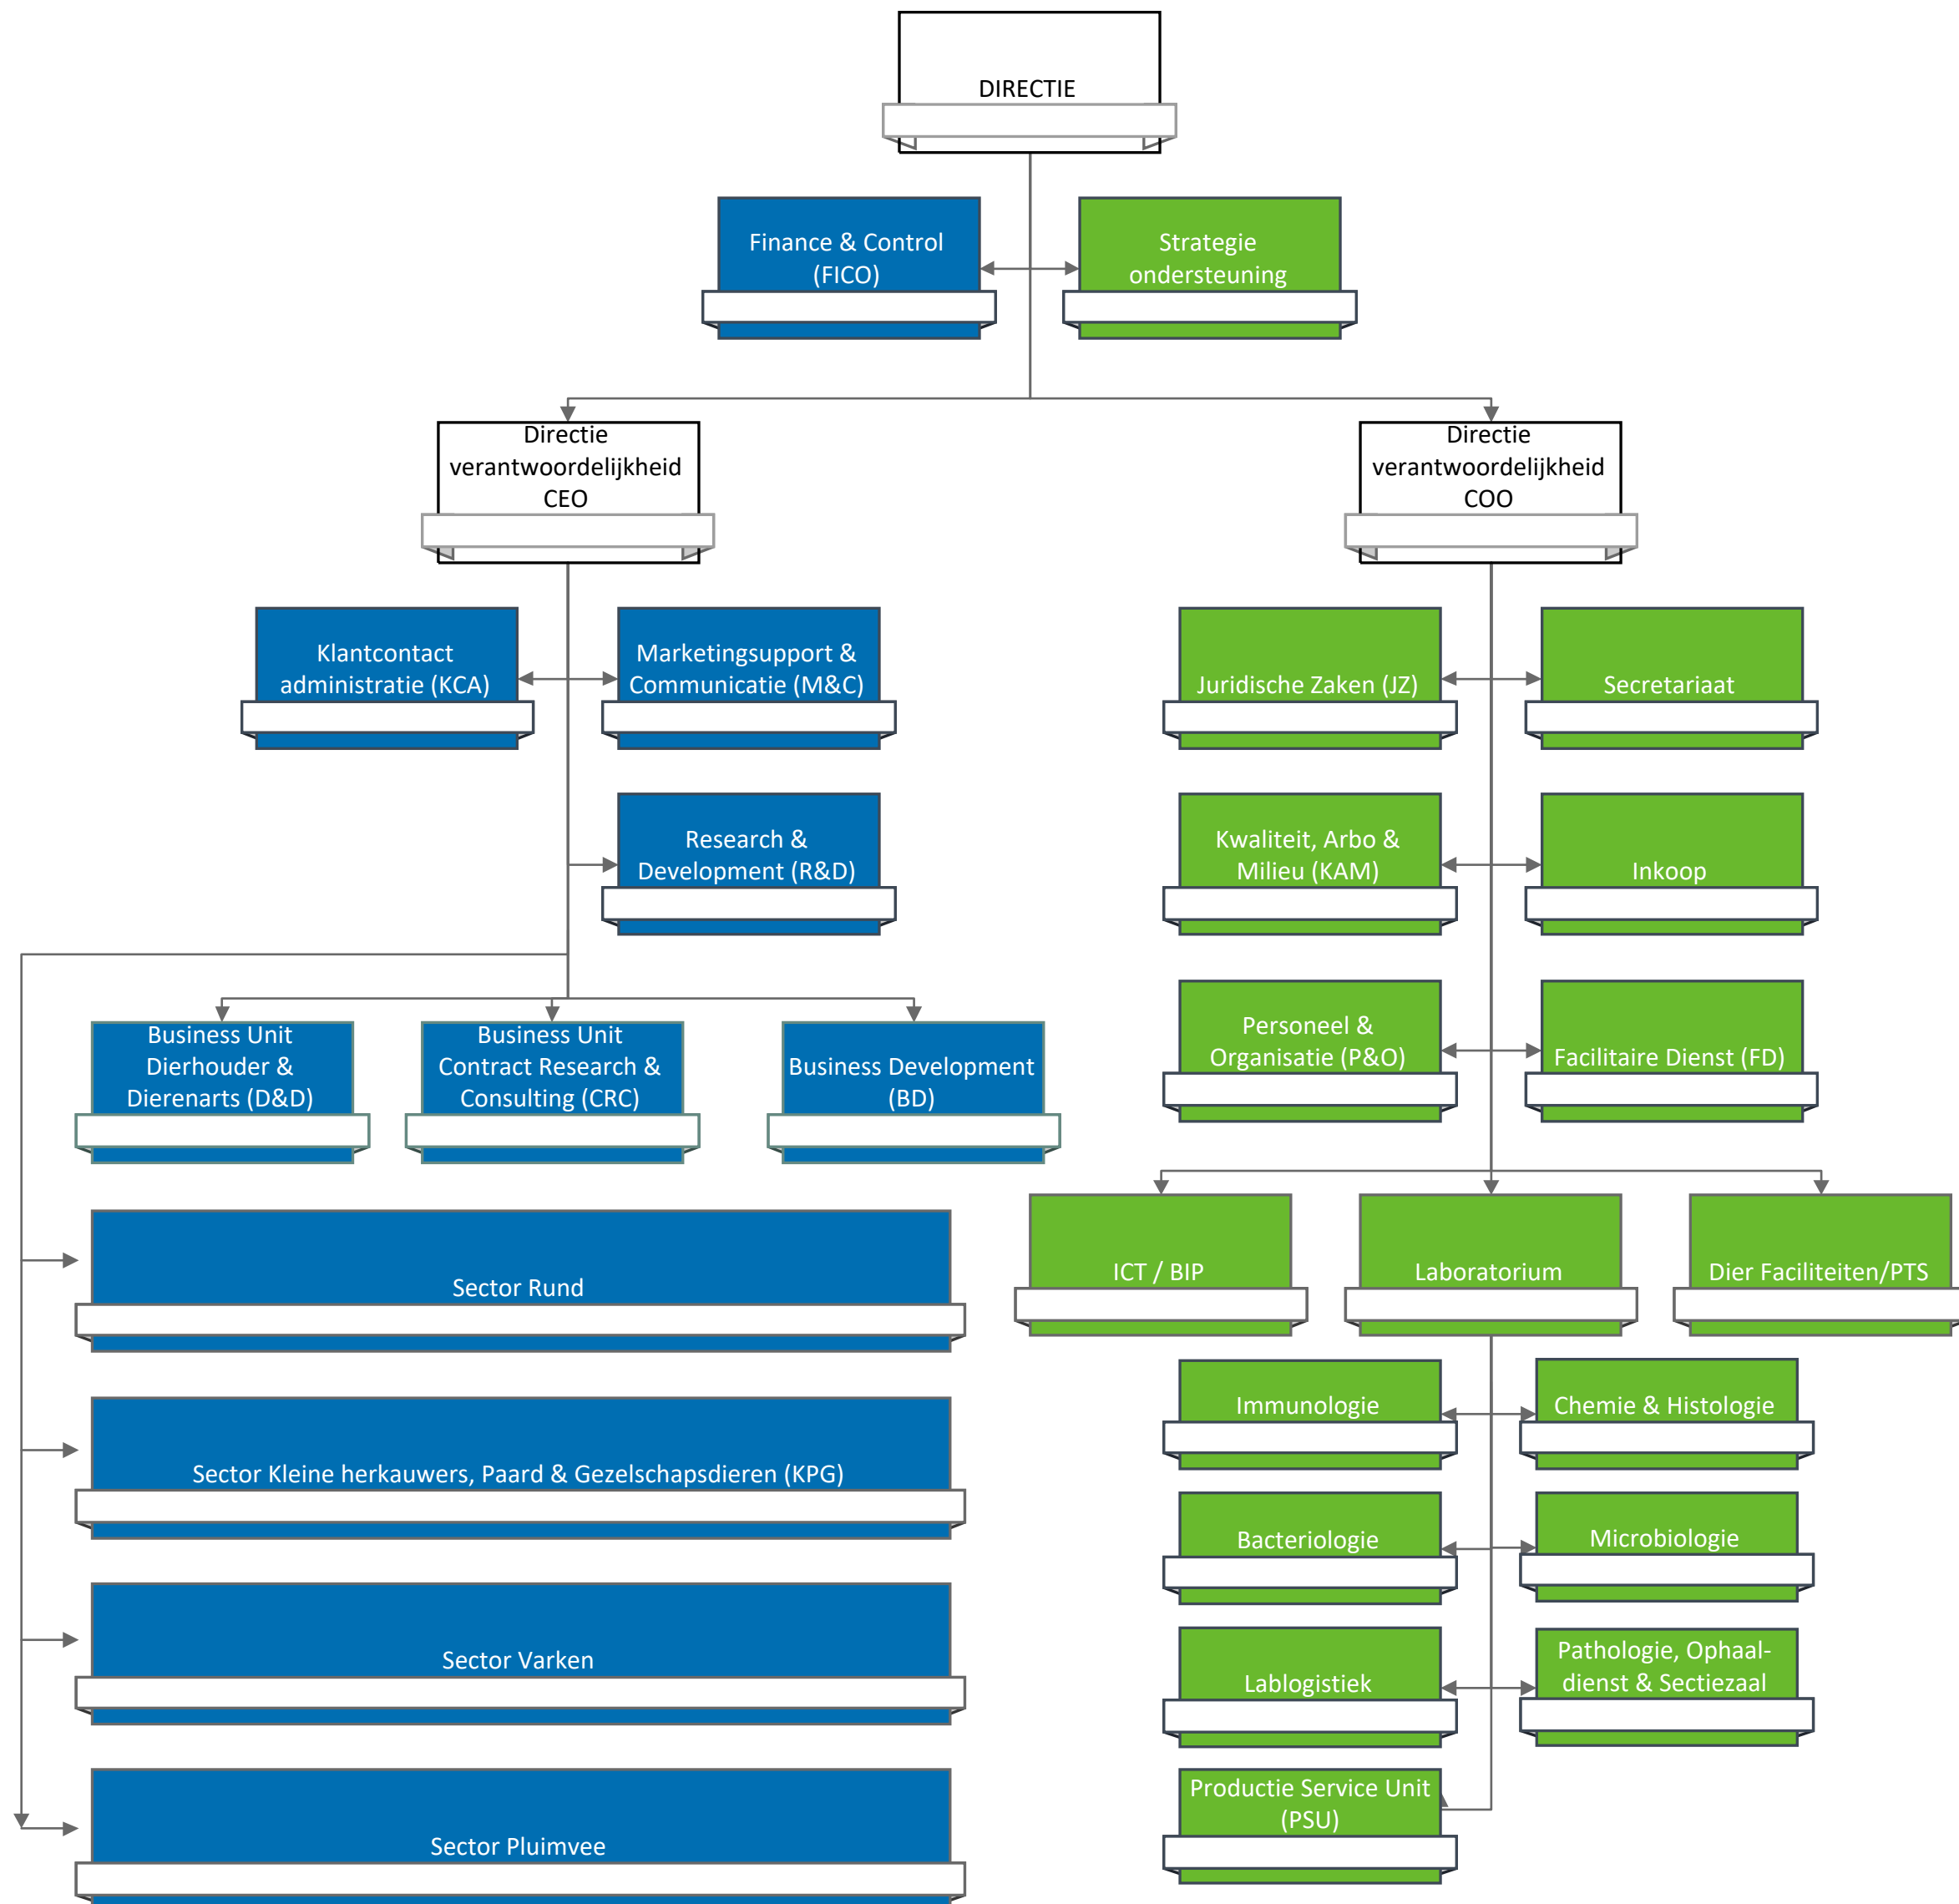 DIRECTIE
Finance & Control
(FICO)
Strategie
ondersteuning
Directie
verantwoordelijkheid
CEO
Directie
verantwoordelijkheid
COO
Klantcontact
administratie (KCA)
Marketingsupport &
Communicatie (M&C)
Juridische Zaken (JZ)
Secretariaat
Research &
Development (R&D)
Kwaliteit, Arbo &
Milieu (KAM)
Inkoop
Personeel &
Organisatie (P&O)
Facilitaire Dienst (FD)
Business Unit
Dierhouder &
Dierenarts (D&D)
Business Unit
Contract Research &
Consulting (CRC)
Business Development
(BD)
Sector Rund
ICT / BIP
Laboratorium
Dier Faciliteiten/PTS
Immunologie
Chemie & Histologie
Sector Kleine herkauwers, Paard & Gezelschapsdieren (KPG)
Bacteriologie
Microbiologie
Sector Varken
Lablogistiek
Pathologie, Ophaal-
dienst & Sectiezaal
Sector Pluimvee
Productie Service Unit
(PSU)